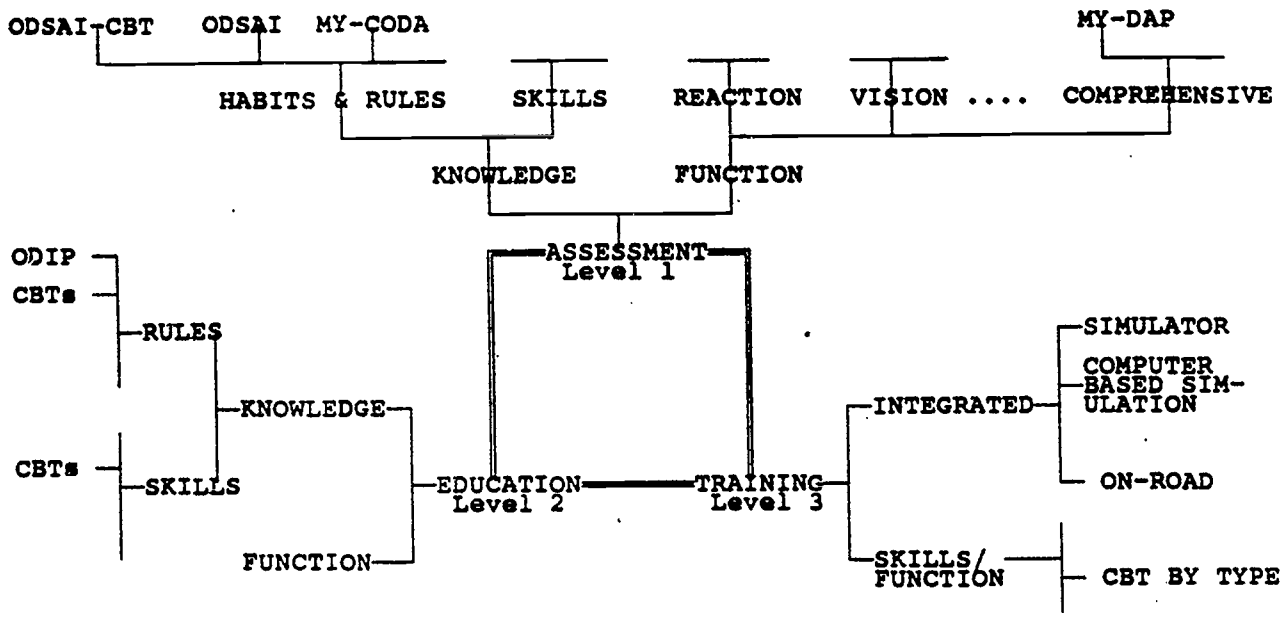 ODSAI-CBT ODSAI MY-CODA MY-DAP
HABITS & RULES SKILLS REACTION VISION .... COMPREHENSIVE
KNOWLEDGE FUNCTION
ASSESSMENT
Level 1
ODIP
CBTs
RULES
KNOWLEDGE
CBTs
SKILLS
FUNCTION
EDUCATION
Level 2
TRAINING
Level 3
INTEGRATED
SIMULATOR
COMPUTER
BASED SIM-
ULATION
ON-ROAD
SKILLS/
FUNCTION
CBT BY TYPE